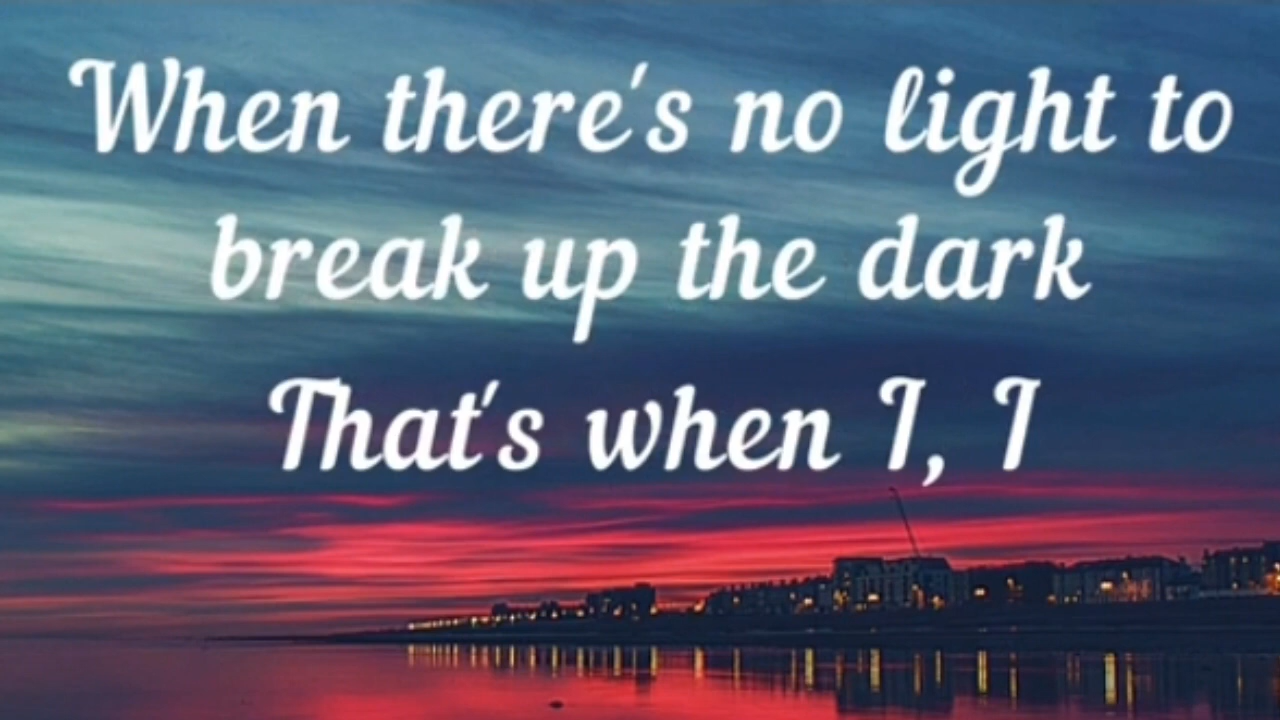 When there's no light to
break up the dark
That's when I, I